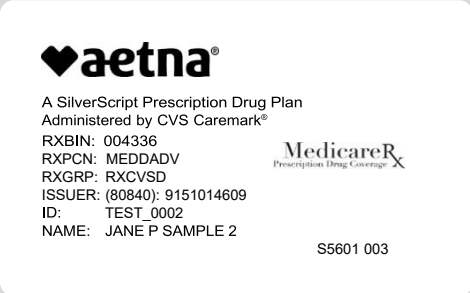 aetna®
A SilverScript Prescription Drug Plan
Administered by CVS Caremark®
RXBIN: 004336
RXPCN: MEDDADV
RXGRP: RXCVSD
ISSUER: (80840): 9151014609
ID: TEST_0002
NAME: JANE P SAMPLE 2
MedicareRx
Prescription Drug Coverage
S5601 003